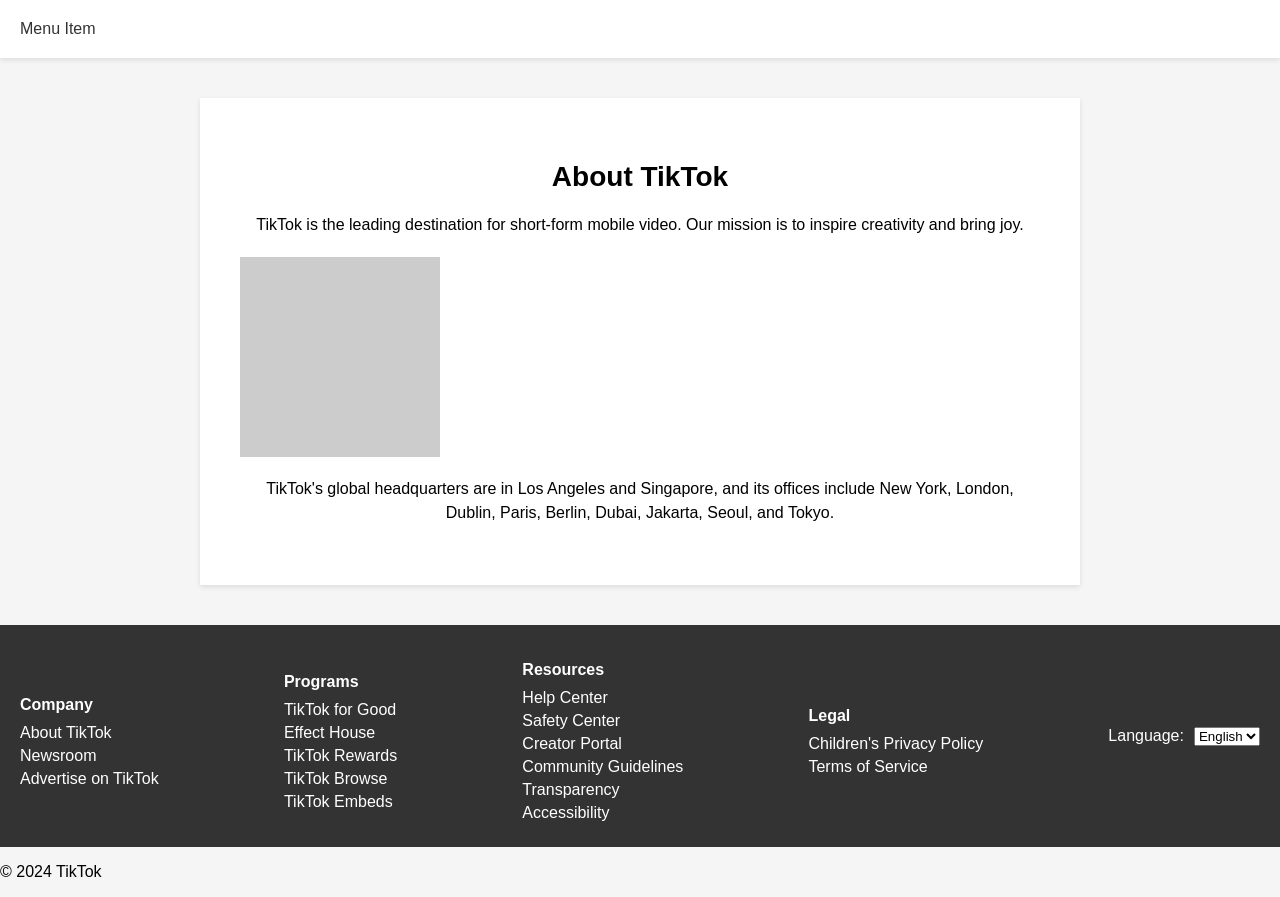 Menu Item
About TikTok
TikTok is the leading destination for short-form mobile video. Our mission is to inspire creativity and bring joy.
TikTok's global headquarters are in Los Angeles and Singapore, and its offices include New York, London,
Dublin, Paris, Berlin, Dubai, Jakarta, Seoul, and Tokyo.
Company
About TikTok
Newsroom
Advertise on TikTok
Programs
TikTok for Good
Effect House
TikTok Rewards
TikTok Browse
TikTok Embeds
Resources
Help Center
Safety Center
Creator Portal
Community Guidelines
Transparency
Accessibility
Legal
Children's Privacy Policy
Terms of Service
Language: English
© 2024 TikTok